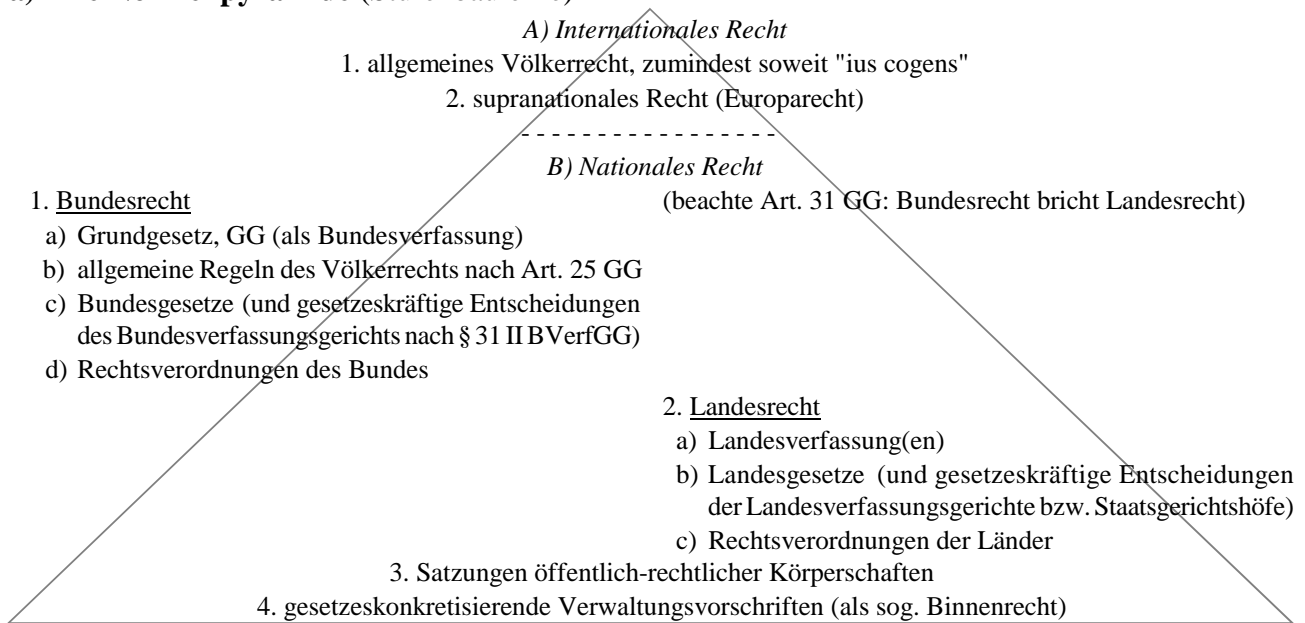 A) Internationales Recht
1. allgemeines Völkerrecht, zumindest soweit "ius cogens"
2. supranationales Recht (Europarecht)
- - - - - - - - - - - - - - - - -
B) Nationales Recht
1. Bundesrecht (beachte Art. 31 GG: Bundesrecht bricht Landesrecht)
a) Grundgesetz, GG (als Bundesverfassung)
b) allgemeine Regeln des Völkerrechts nach Art. 25 GG
c) Bundesgesetze (und gesetzeskräftige Entscheidungen
des Bundesverfassungsgerichts nach § 31 II BVerfGG)
d) Rechtsverordnungen des Bundes
2. Landesrecht
a) Landesverfassung(en)
b) Landesgesetze (und gesetzeskräftige Entscheidungen
der Landesverfassungsgerichte bzw. Staatsgerichtshöfe)
c) Rechtsverordnungen der Länder
3. Satzungen öffentlich-rechtlicher Körperschaften
4. gesetzeskonkretisierende Verwaltungsvorschriften (als sog. Binnenrecht)